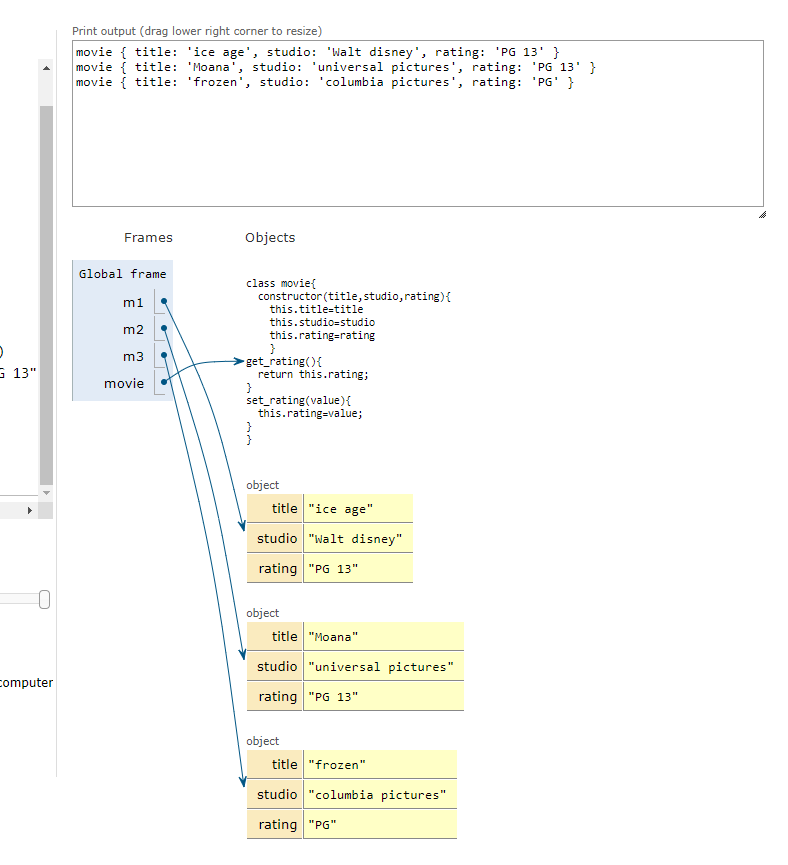 Print output (drag lower right corner to resize)
movie { title: 'ice age', studio: 'Walt disney', rating: 'PG 13' }
movie { title: 'Moana', studio: 'universal pictures', rating: 'PG 13' }
movie { title: 'frozen', studio: 'columbia pictures', rating: 'PG' }
Frames
Objects
Global frame
m1
m2
m3
movie
)
G 13"
computer
class movie{
constructor(title,studio,rating){
this.title=title
this.studio=studio
this.rating=rating
}
get_rating(){
return this.rating;
}
set_rating(value){
this.rating=value;
}
}
object
title "ice age"
studio "Walt disney"
rating "PG 13"
object
title "Moana"
studio "universal pictures"
rating "PG 13"
object
title "frozen"
studio "columbia pictures"
rating "PG"